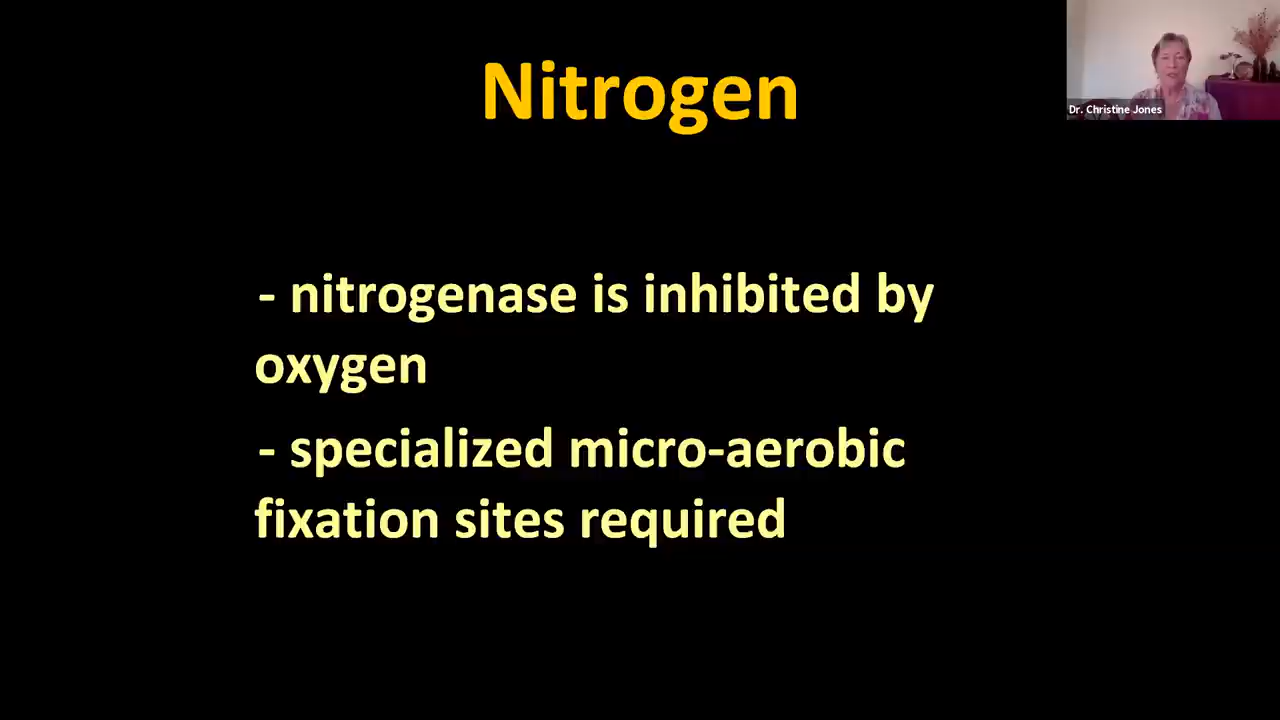 Nitrogen
Dr. Christine Jones
- nitrogenase is inhibited by
oxygen
- specialized micro-aerobic
fixation sites required